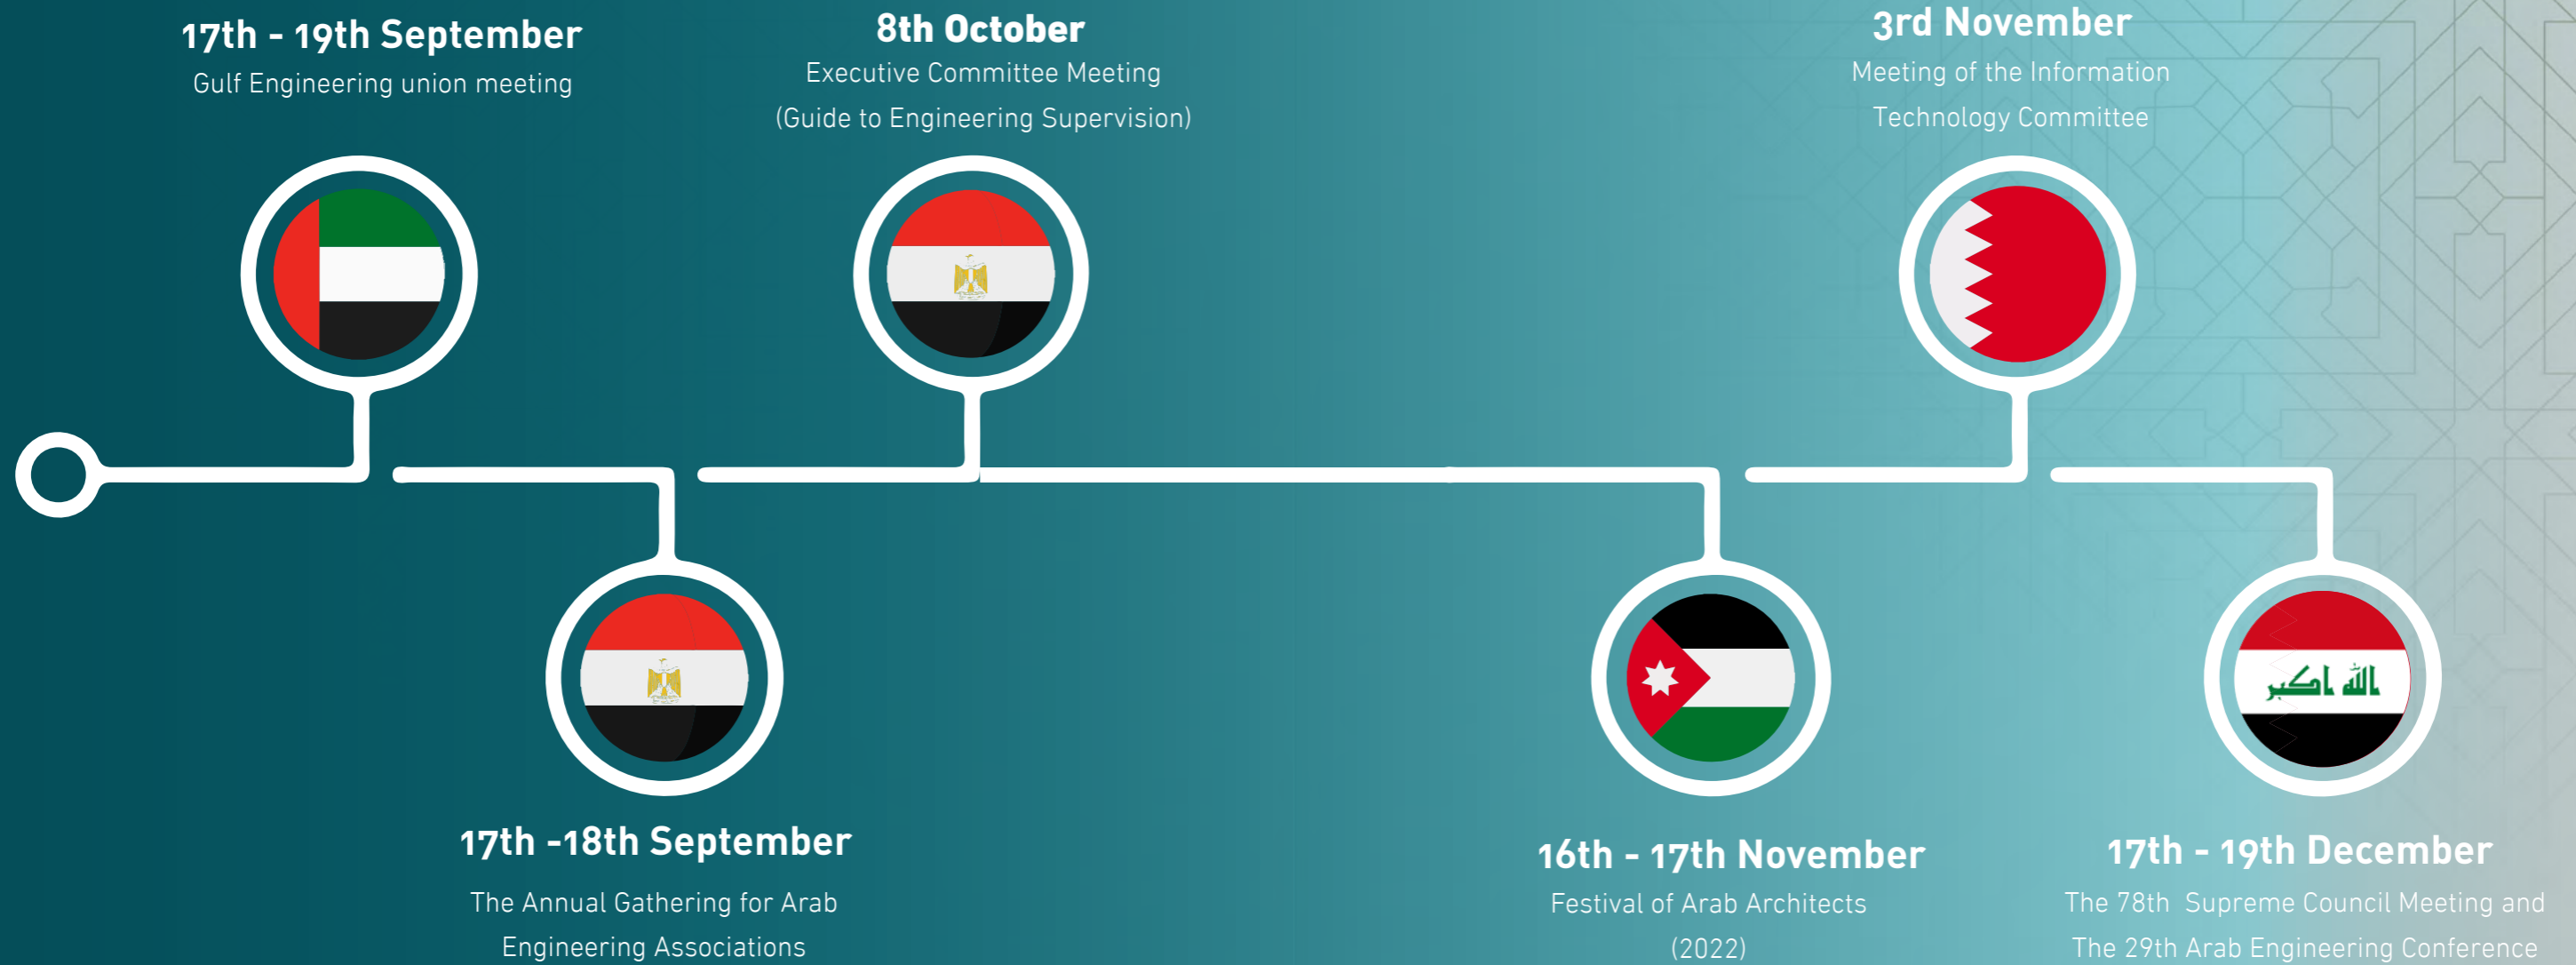 17th - 19th September
Gulf Engineering union meeting
8th October
Executive Committee Meeting
(Guide to Engineering Supervision)
3rd November
Meeting of the Information
Technology Committee
الله اكبر
17th -18th September
The Annual Gathering for Arab
Engineering Associations
16th - 17th November
Festival of Arab Architects
(2022)
17th - 19th December
The 78th  Supreme Council Meeting and
The 29th Arab Engineering Conference